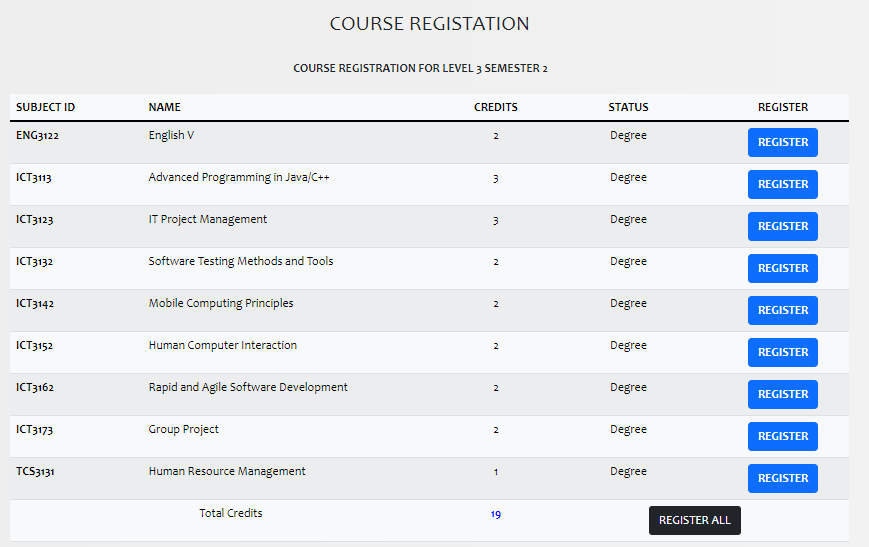 COURSE REGISTATION
COURSE REGISTRATION FOR LEVEL 3 SEMESTER 2
SUBJECT ID NAME CREDITS STATUS REGISTER
ENG3122 English V 2 Degree REGISTER
ICT3113 Advanced Programming in Java/C++ 3 Degree REGISTER
ICT3123 IT Project Management 3 Degree REGISTER
ICT3132 Software Testing Methods and Tools 2 Degree REGISTER
ICT3142 Mobile Computing Principles 2 Degree REGISTER
ICT3152 Human Computer Interaction 2 Degree REGISTER
ICT3162 Rapid and Agile Software Development 2 Degree REGISTER
ICT3173 Group Project 2 Degree REGISTER
TCS3131 Human Resource Management 1 Degree REGISTER
Total Credits 19 REGISTER ALL